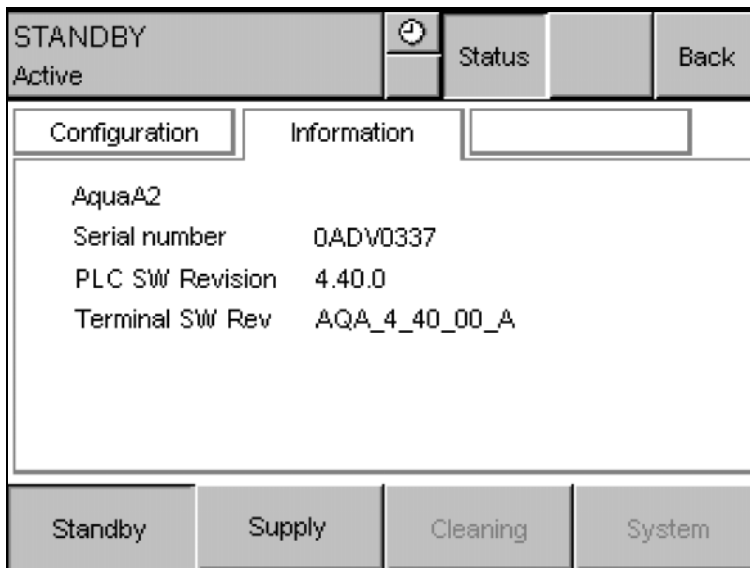 STANDBY
Active
Status
Back
Configuration
Information
AquaA2
Serial number 0ADV0337
PLC SW Revision 4.40.0
Terminal SW Rev AQA_4_40_00_A
Standby
Supply
Cleaning
System